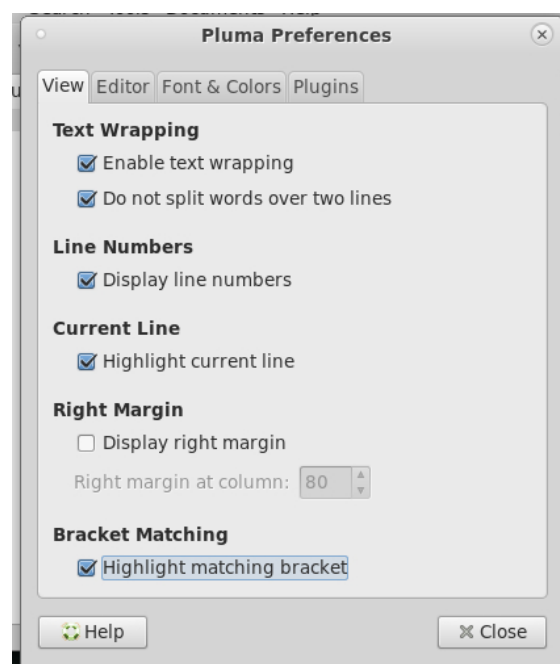 Pluma Preferences
View Editor Font & Colors Plugins
Text Wrapping
Enable text wrapping
Do not split words over two lines
Line Numbers
Display line numbers
Current Line
Highlight current line
Right Margin
Display right margin
Right margin at column: 80
Bracket Matching
Highlight matching bracket
Help Close